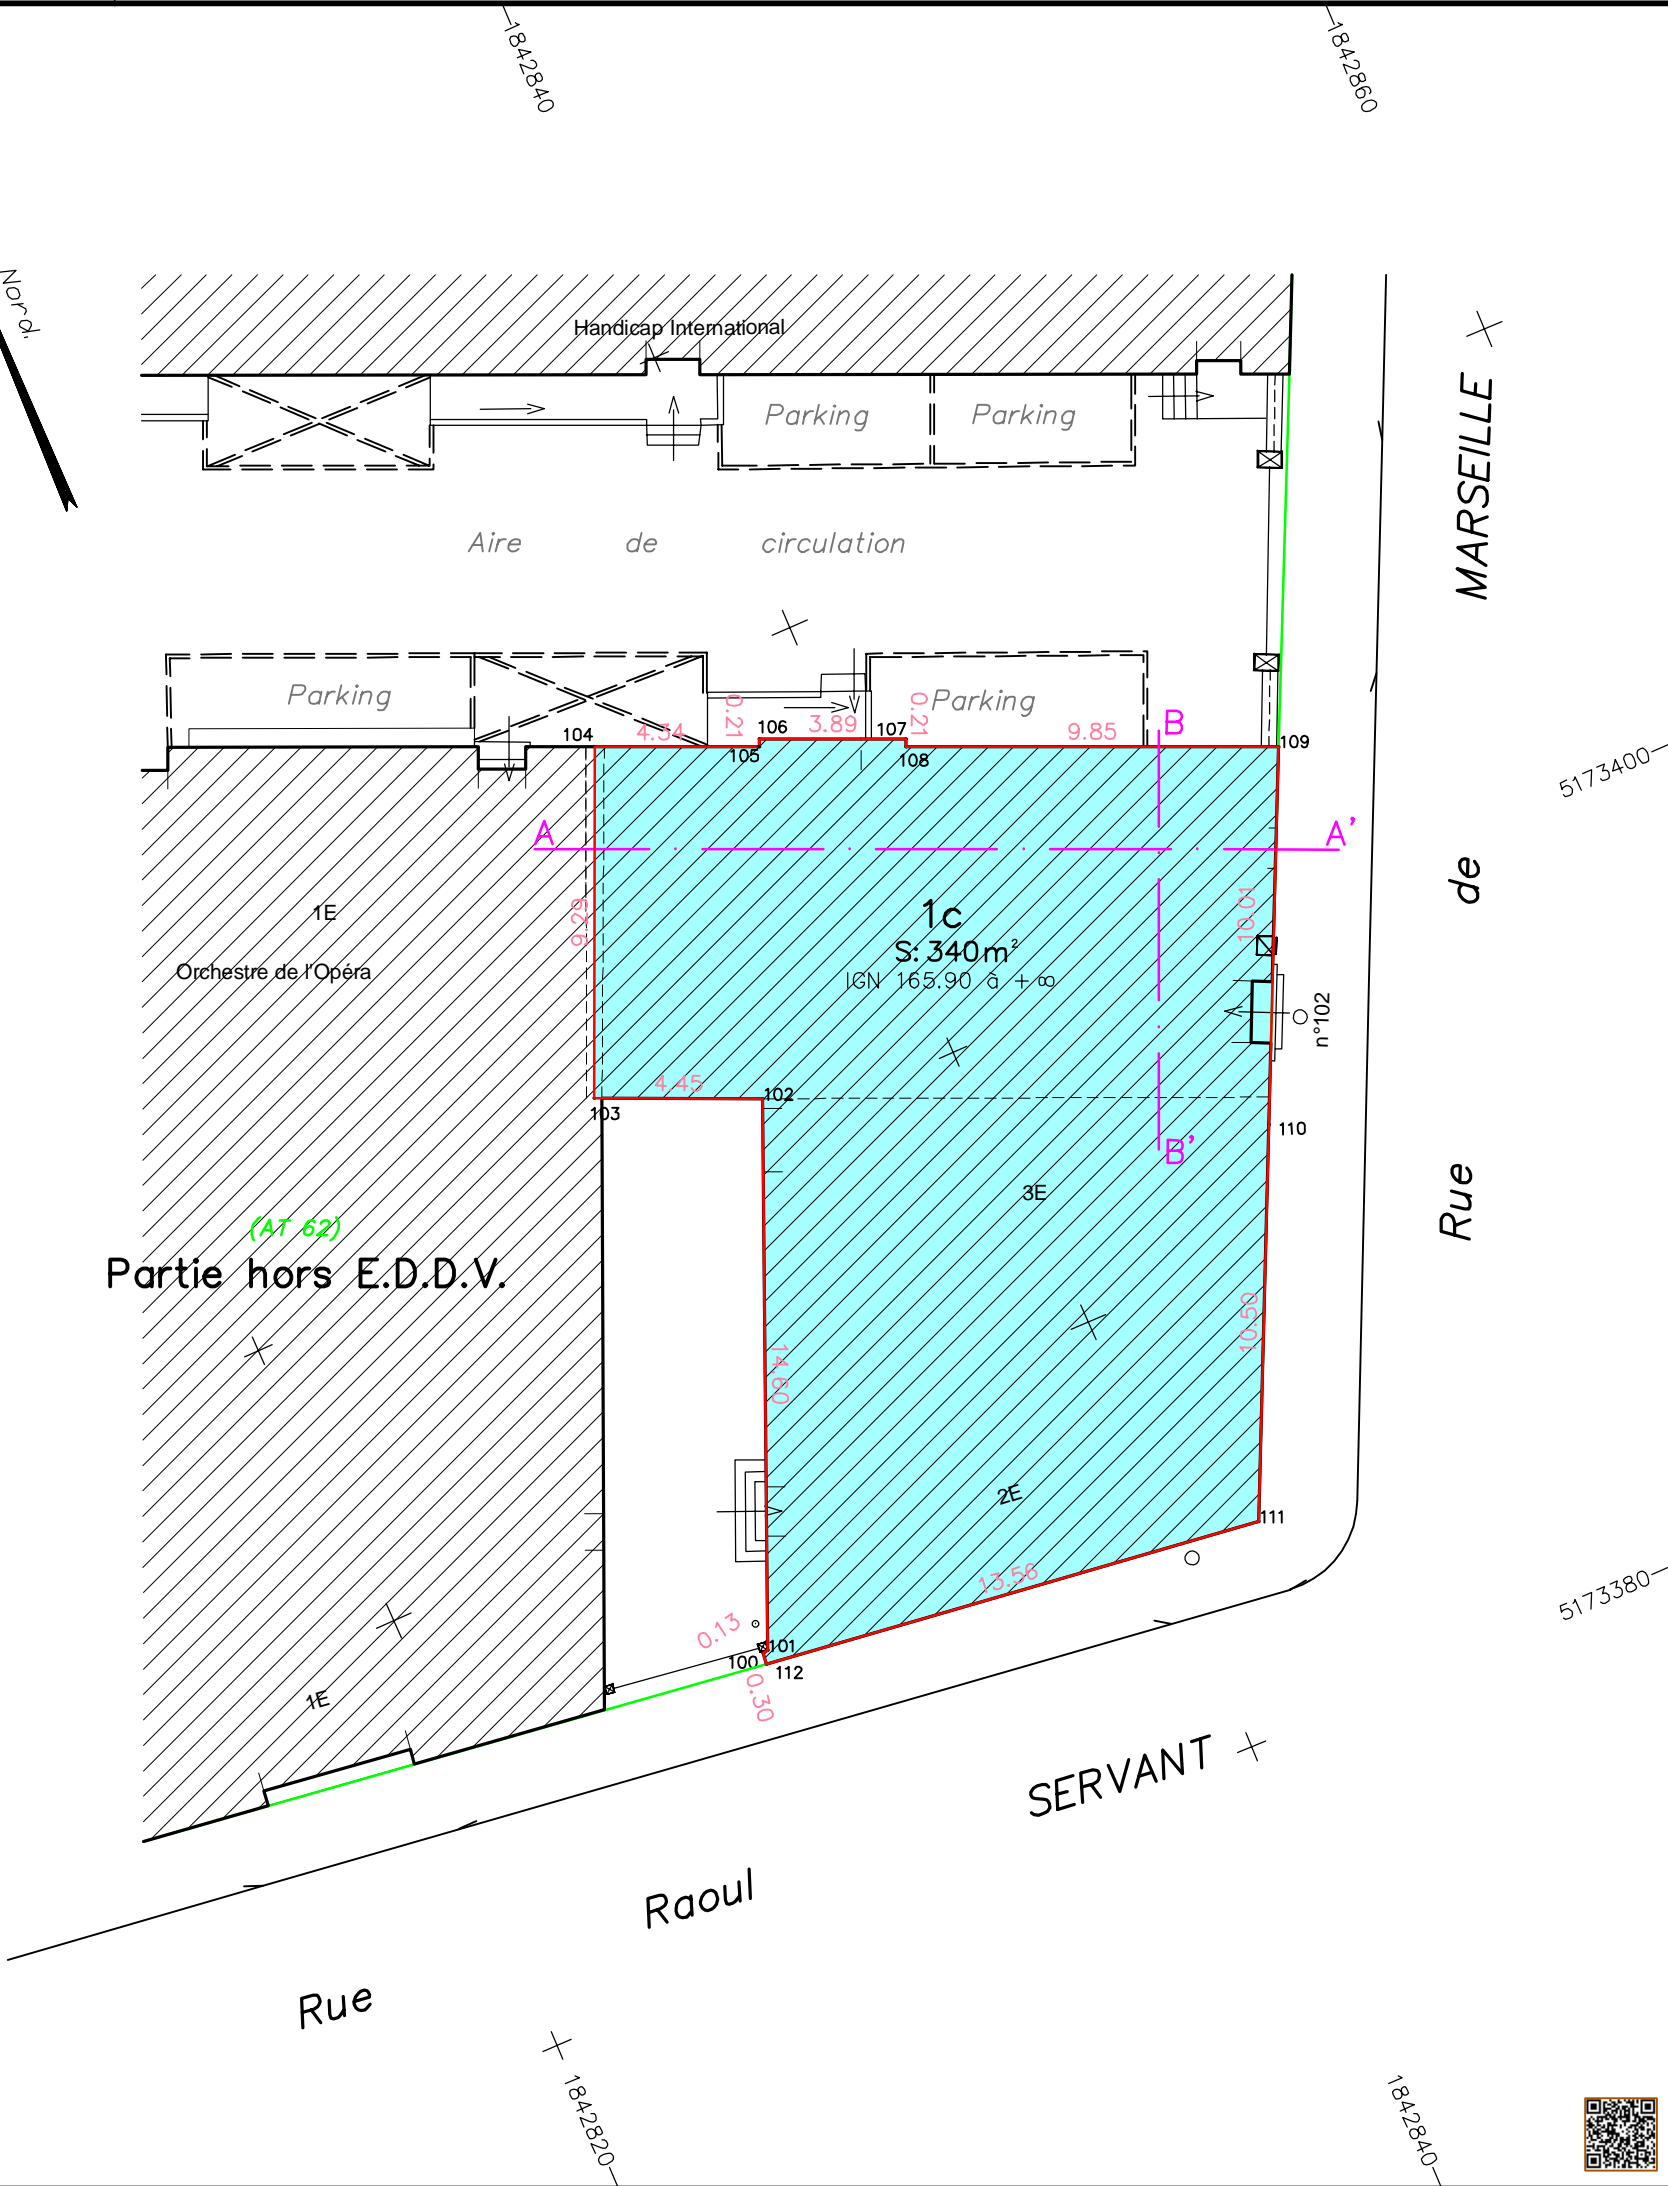 1842840
1842860
Nord.
Handicap International
Parking
Parking
MARSEILLE
Aire de circulation
Parking
Parking
0.21
0.21
B
104
4.34
106
3.89
107
9.85
109
105
108
5173400
A
A'
de
9.29
1E
1c
10.01
S: 340m²
Orchestre de l'Opéra
IGN 165.90 à +∞
n°102
4.45
102
103
110
B'
3E
Rue
(AT 62)
Partie hors E.D.D.V.
10.50
14.60
2E
111
13.56
5173380
0.13
101
100
112
0.30
1E
SERVANT
Raoul
Rue
1842820
1842840